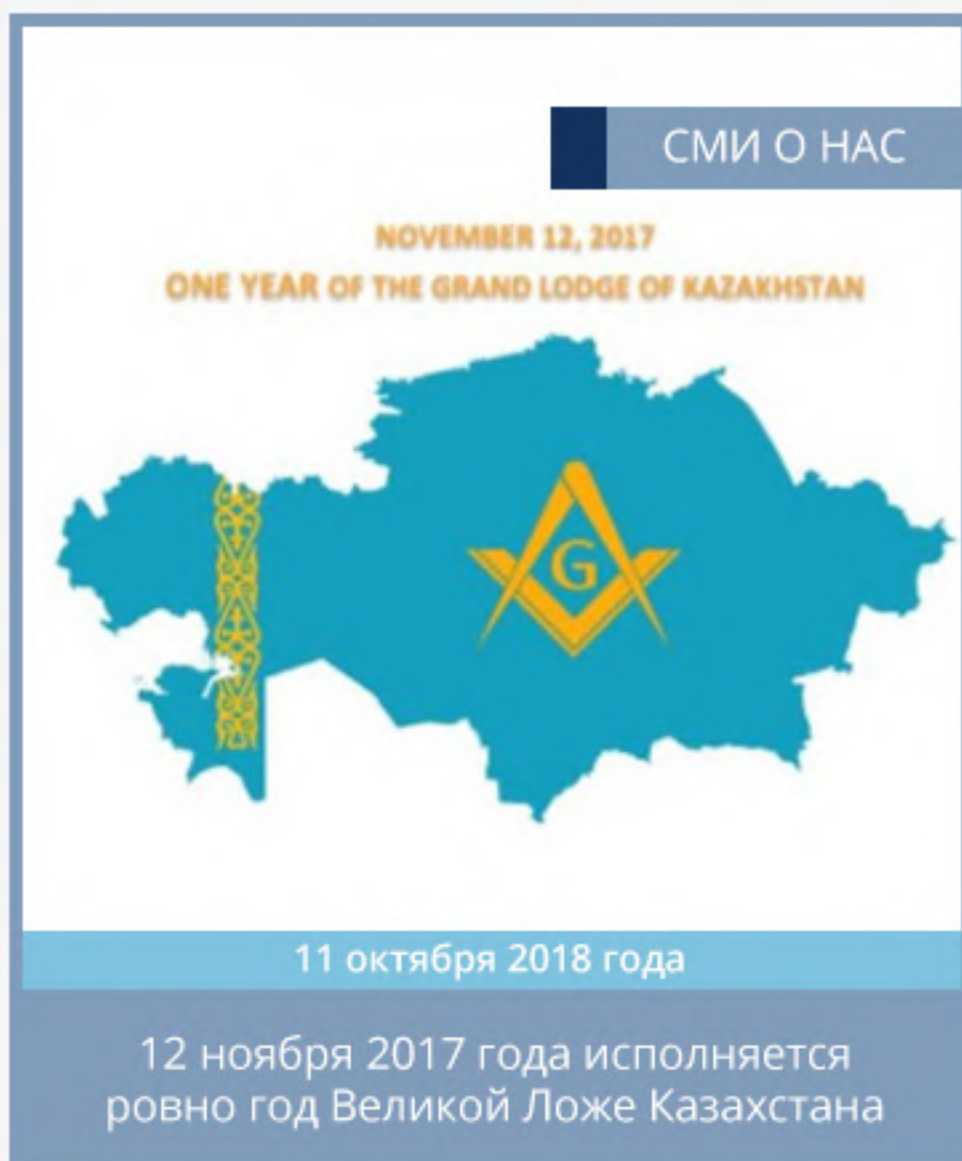 СМИ О НАС
NOVEMBER 12, 2017
ONE YEAR OF THE GRAND LODGE OF KAZAKHSTAN
G
11 октября 2018 года
12 ноября 2017 года исполняется
ровно год Великой Ложе Казахстана